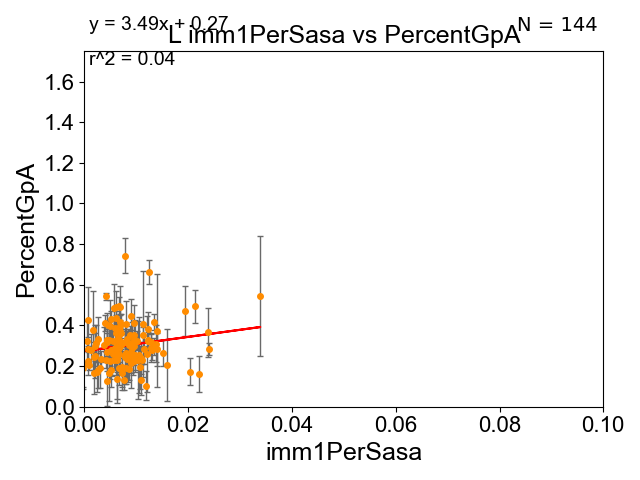 y = 3.49x + 0.27
N = 144
L imm1PerSasa vs PercentGpA
r^2 = 0.04
1.6
1.4
1.2
1.0
0.8
0.6
0.4
0.2
0.0
PercentGpA
0.00 0.02 0.04 0.06 0.08 0.10
imm1PerSasa